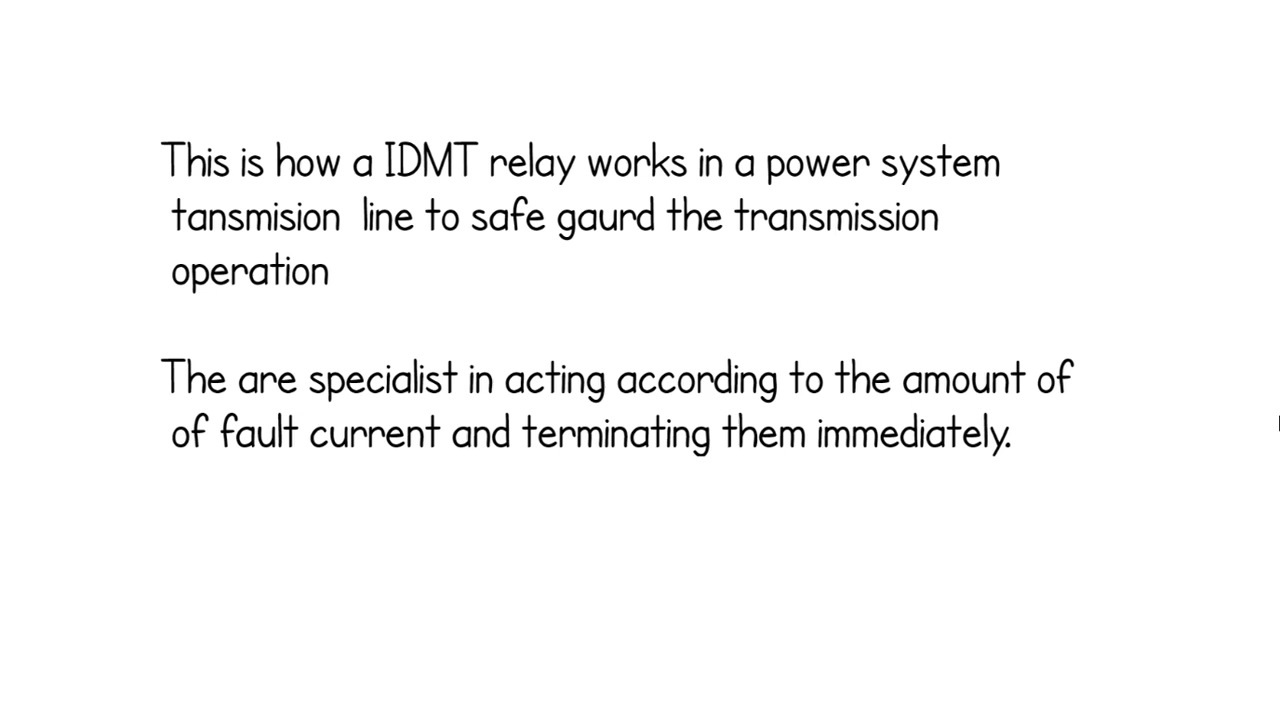 This is how a IDMT relay works in a power system
tansmision line to safe gaurd the transmission
operation
The are specialist in acting according to the amount of
of fault current and terminating them immediately.